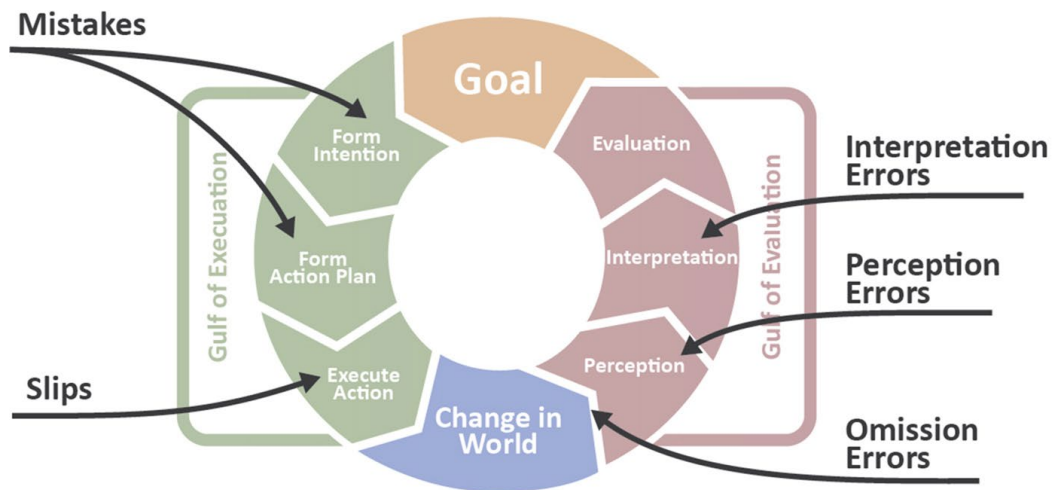 Mistakes
Goal
Form
Intention
Evaluation
Interpretation
Errors
Gulf of Execuation
Form
Action Plan
Interpretation
Gulf of Evaluation
Perception
Errors
Slips
Execute
Action
Perception
Change in
World
Omission
Errors